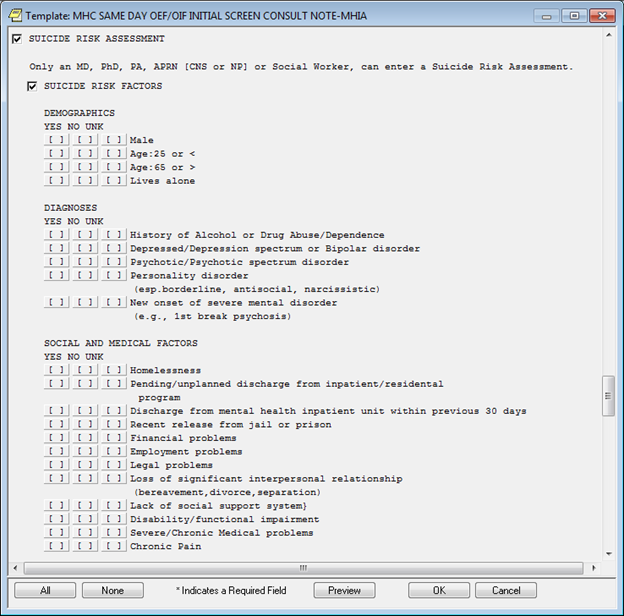 Template: MHC SAME DAY OEF/OIF INITIAL SCREEN CONSULT NOTE-MHIA
SUICIDE RISK ASSESSMENT
Only an MD, PhD, PA, APRN [CNS or NP] or Social Worker, can enter a Suicide Risk Assessment.
SUICIDE RISK FACTORS
DEMOGRAPHICS
YES NO UNK
[ ] [ ] [ ] Male
[ ] [ ] [ ] Age:25 or <
[ ] [ ] [ ] Age:65 or >
[ ] [ ] [ ] Lives alone
DIAGNOSES
YES NO UNK
[ ] [ ] [ ] History of Alcohol or Drug Abuse/Dependence
[ ] [ ] [ ] Depressed/Depression spectrum or Bipolar disorder
[ ] [ ] [ ] Psychotic/Psychotic spectrum disorder
[ ] [ ] [ ] Personality disorder
(esp.borderline, antisocial, narcissistic)
[ ] [ ] [ ] New onset of severe mental disorder
(e.g., 1st break psychosis)
SOCIAL AND MEDICAL FACTORS
YES NO UNK
[ ] [ ] [ ] Homelessness
[ ] [ ] [ ] Pending/unplanned discharge from inpatient/residental
program
[ ] [ ] [ ] Discharge from mental health inpatient unit within previous 30 days
[ ] [ ] [ ] Recent release from jail or prison
[ ] [ ] [ ] Financial problems
[ ] [ ] [ ] Employment problems
[ ] [ ] [ ] Legal problems
[ ] [ ] [ ] Loss of significant interpersonal relationship
(bereavement,divorce,separation)
[ ] [ ] [ ] Lack of social support system}
[ ] [ ] [ ] Disability/functional impairment
[ ] [ ] [ ] Severe/Chronic Medical problems
[ ] [ ] [ ] Chronic Pain
All None * Indicates a Required Field Preview OK Cancel